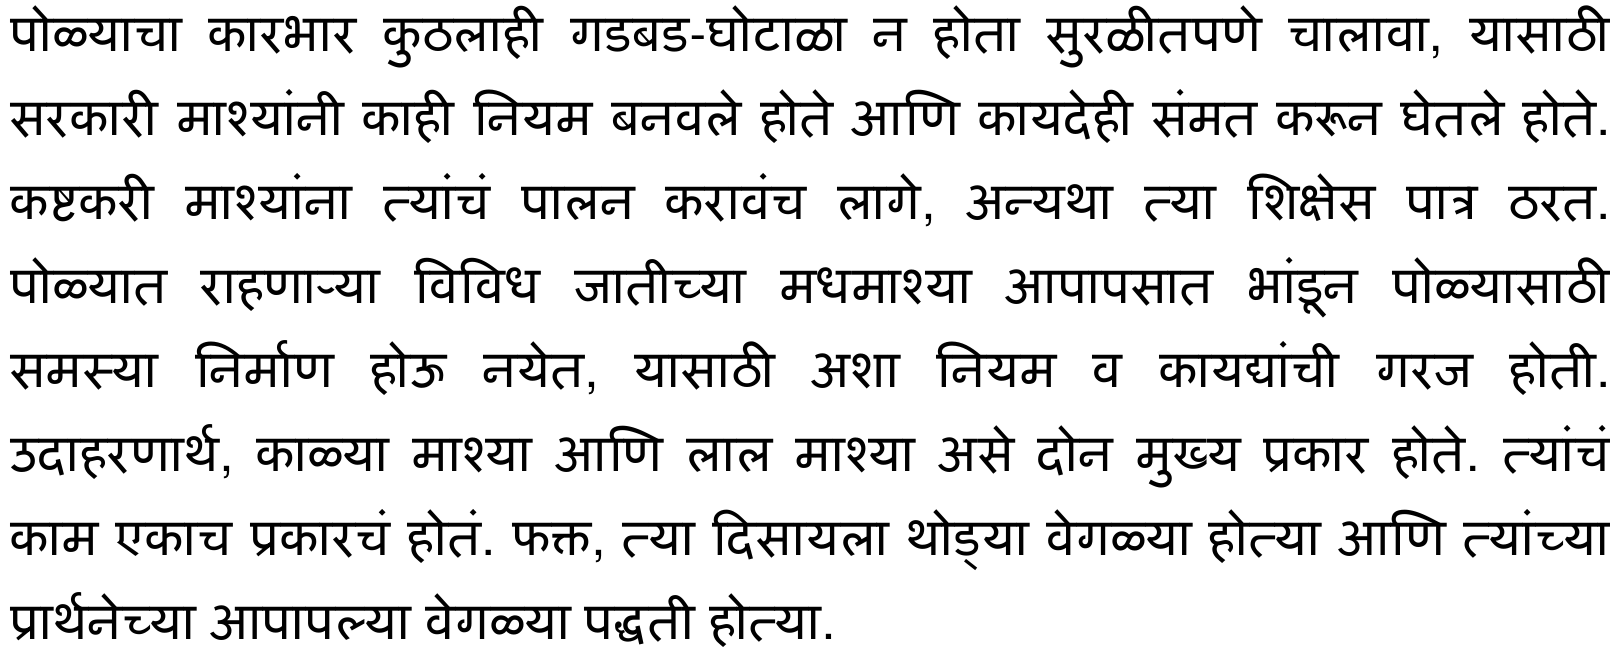 पोळ्याचा कारभार कुठलाही गडबड-घोटाळा न होता सुरळीतपणे चालावा, यासाठी
सरकारी माश्यांनी काही नियम बनवले होते आणि कायदेही संमत करून घेतले होते.
कष्टकरी माश्यांना त्यांचं पालन करावंच लागे, अन्यथा त्या शिक्षेस पात्र ठरत.
पोळ्यात राहणाऱ्या विविध जातीच्या मधमाश्या आपापसात भांडून पोळ्यासाठी
समस्या निर्माण होऊ नयेत, यासाठी अशा नियम व कायद्यांची गरज होती.
उदाहरणार्थ, काळ्या माश्या आणि लाल माश्या असे दोन मुख्य प्रकार होते. त्यांचं
काम एकाच प्रकारचं होतं. फक्त, त्या दिसायला थोड्या वेगळ्या होत्या आणि त्यांच्या
प्रार्थनेच्या आपापल्या वेगळ्या पद्धती होत्या.